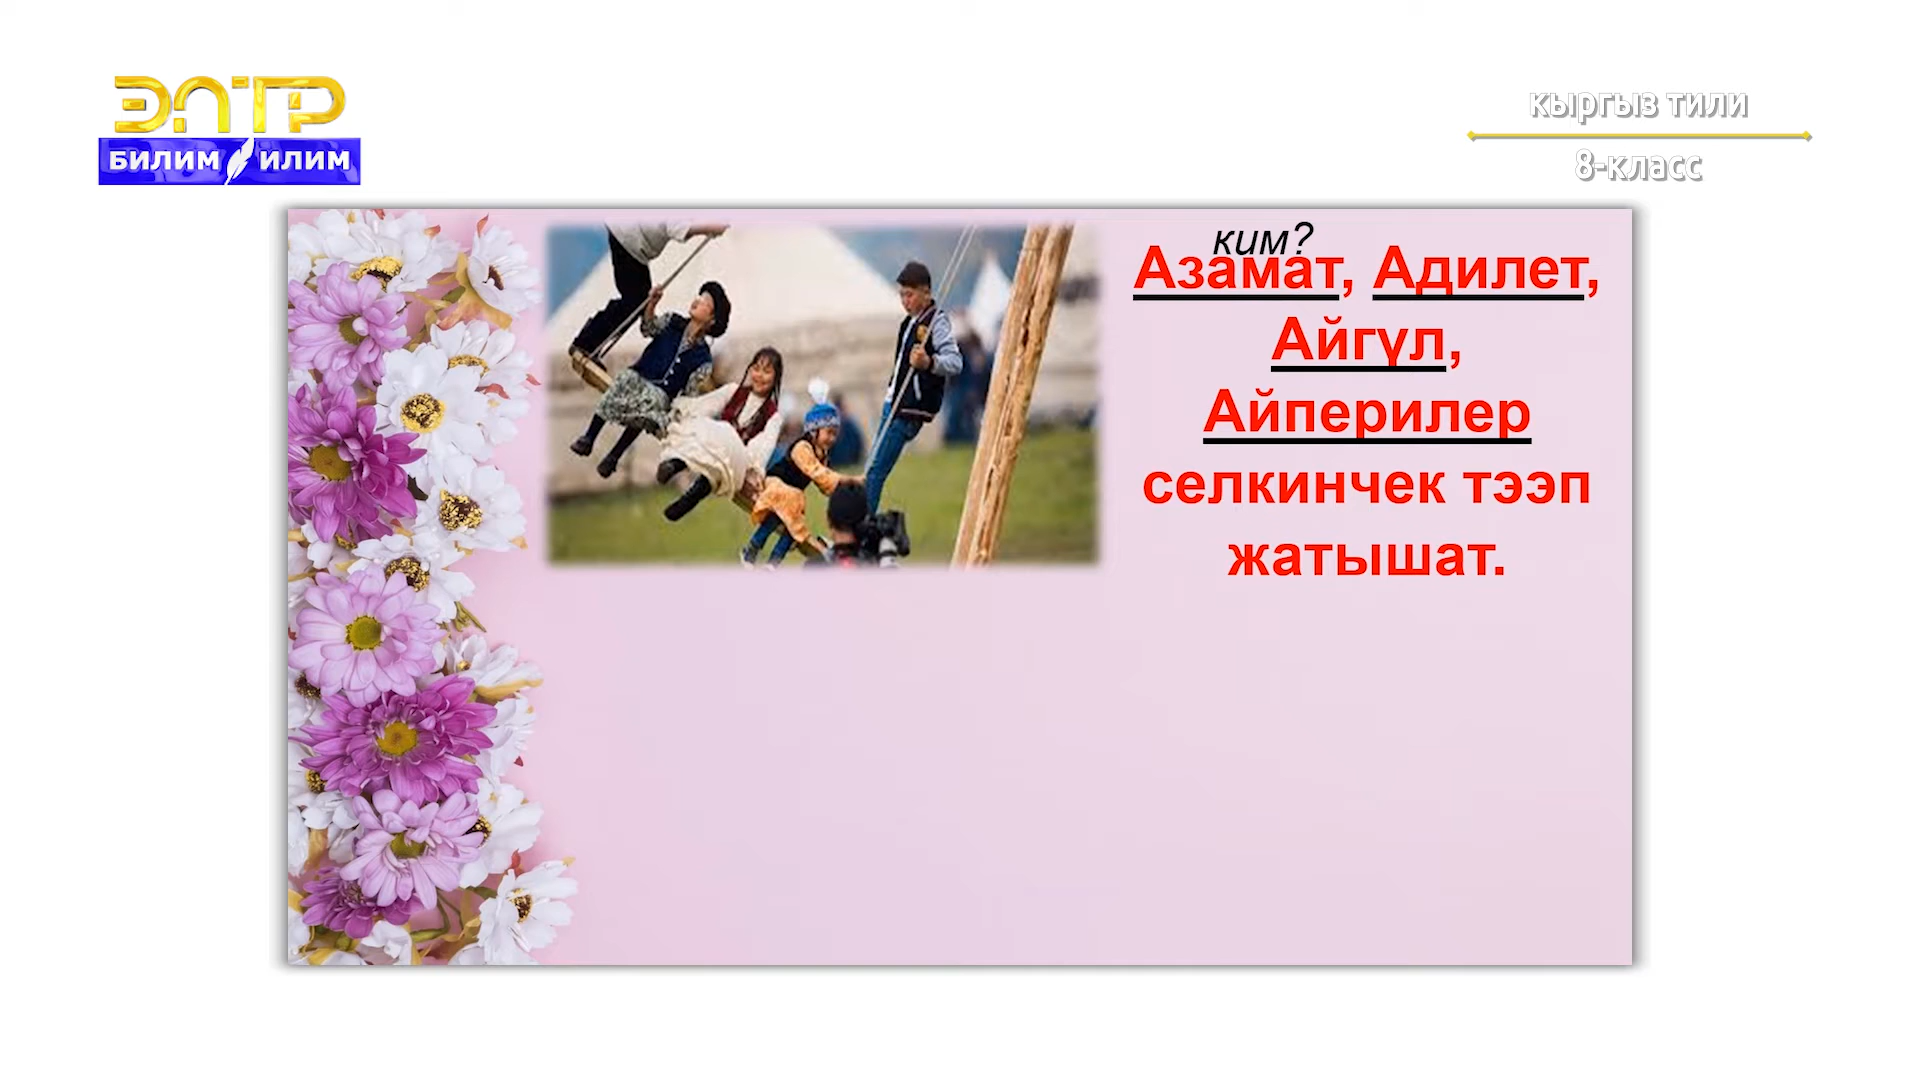 ЭЛТР
БИЛИМ ИЛИМ
кыргыз тили
8-класс
ким?
Азамат, Адилет,
Айгүл,
Айперилер
селкинчек тээп
жатышат.